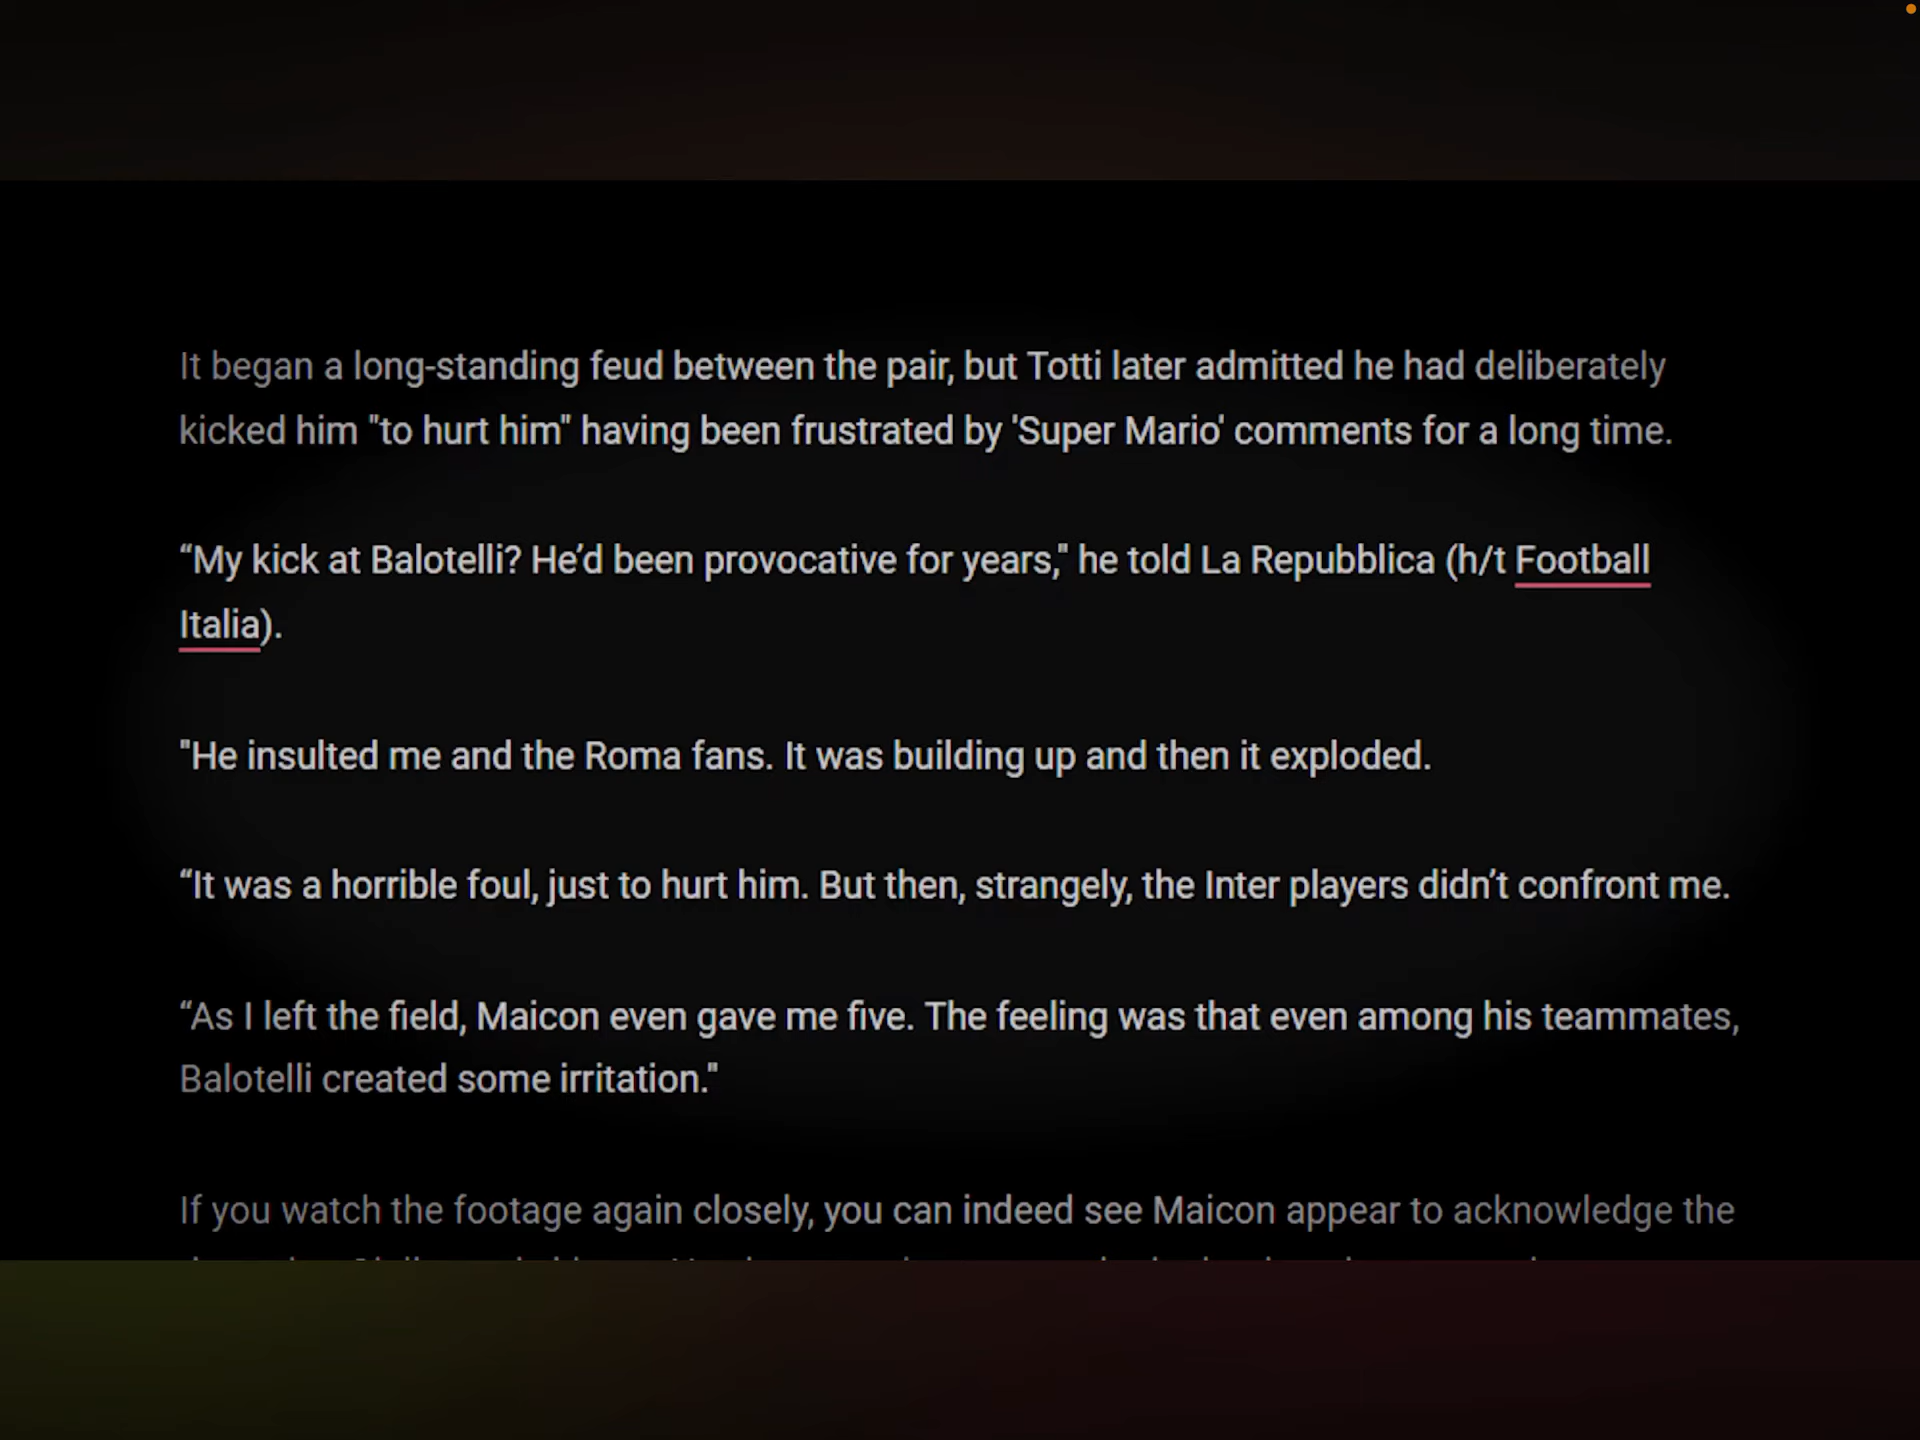 It began a long-standing feud between the pair, but Totti later admitted he had deliberately
kicked him "to hurt him" having been frustrated by 'Super Mario' comments for a long time.
“My kick at Balotelli? He’d been provocative for years," he told La Repubblica (h/t Football
Italia).
"He insulted me and the Roma fans. It was building up and then it exploded.
“It was a horrible foul, just to hurt him. But then, strangely, the Inter players didn’t confront me.
“As I left the field, Maicon even gave me five. The feeling was that even among his teammates,
Balotelli created some irritation."
If you watch the footage again closely, you can indeed see Maicon appear to acknowledge the